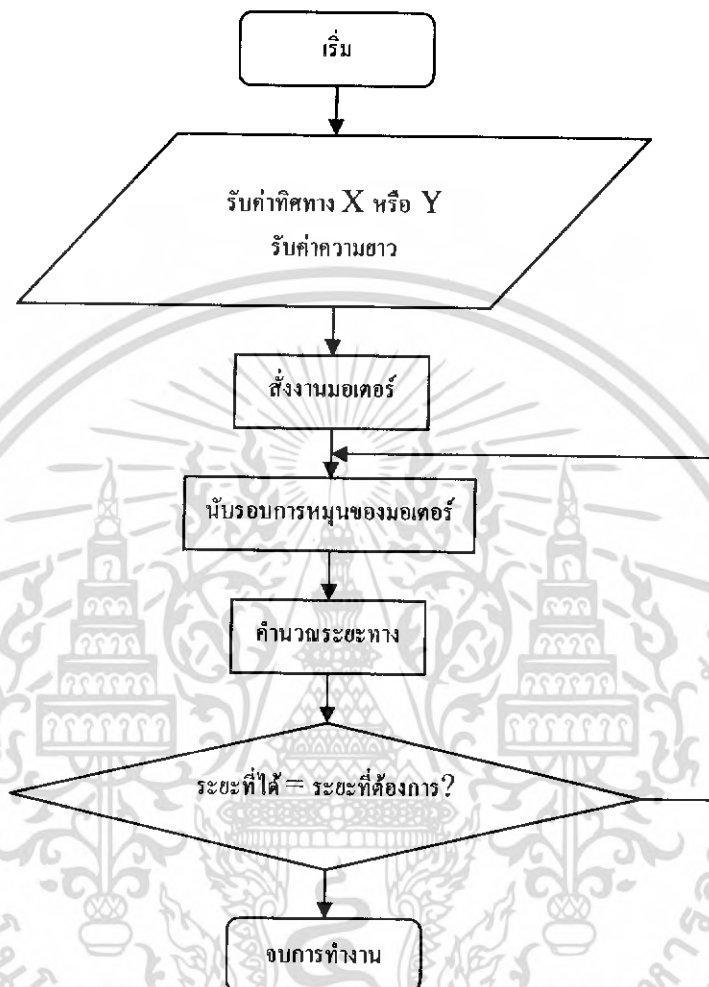 เริ่ม
รับค่าทิศทาง X หรือ Y
รับค่าความยาว
สั่งงานมอเตอร์
นับรอบการหมุนของมอเตอร์
คำนวณระยะทาง
ระยะที่ได้ = ระยะที่ต้องการ?
จบการทำงาน